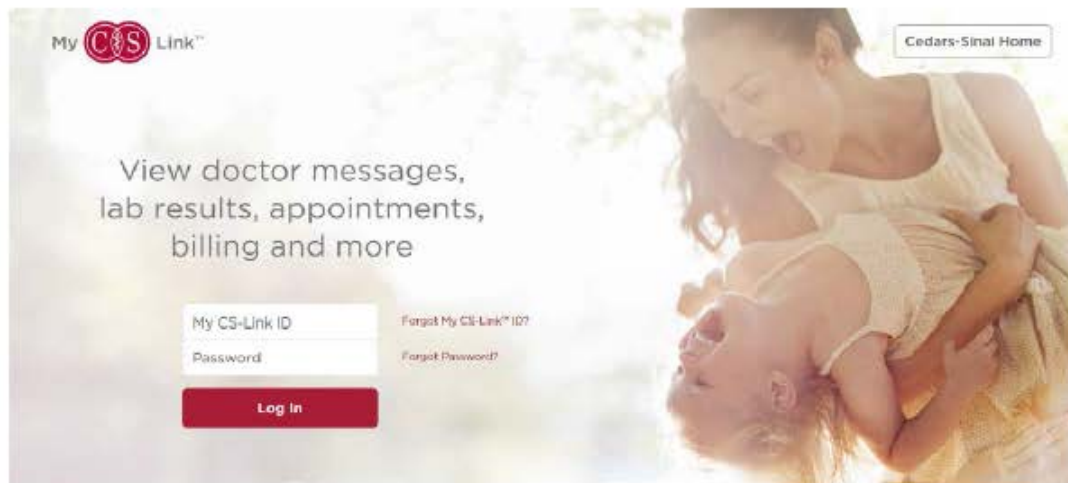 My CS Link™
Cedars-Sinai Home
View doctor messages,
lab results, appointments,
billing and more
My CS-Link ID
Forgot My CS-Link™ ID?
Password
Forgot Password?
Log In